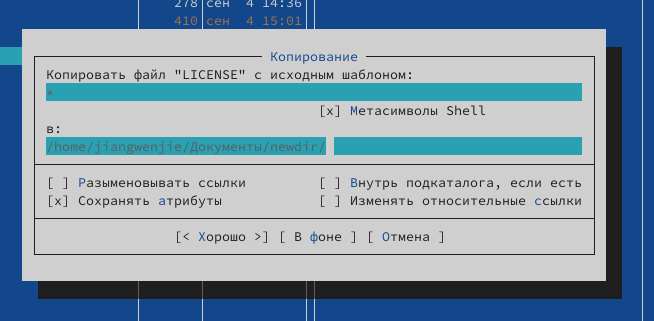 278 сен 4 14:36
410 сен 4 15:01
Копирование
Копировать файл "LICENSE" с исходным шаблоном:
*
[x] Метасимволы Shell
в:
/home/jiangwenjie/Документы/newdir/
[ ] Разыменовывать ссылки [ ] Внутрь подкаталога, если есть
[x] Сохранять атрибуты [ ] Изменять относительные ссылки
[< Хорошо >] [ В фоне ] [ Отмена ]